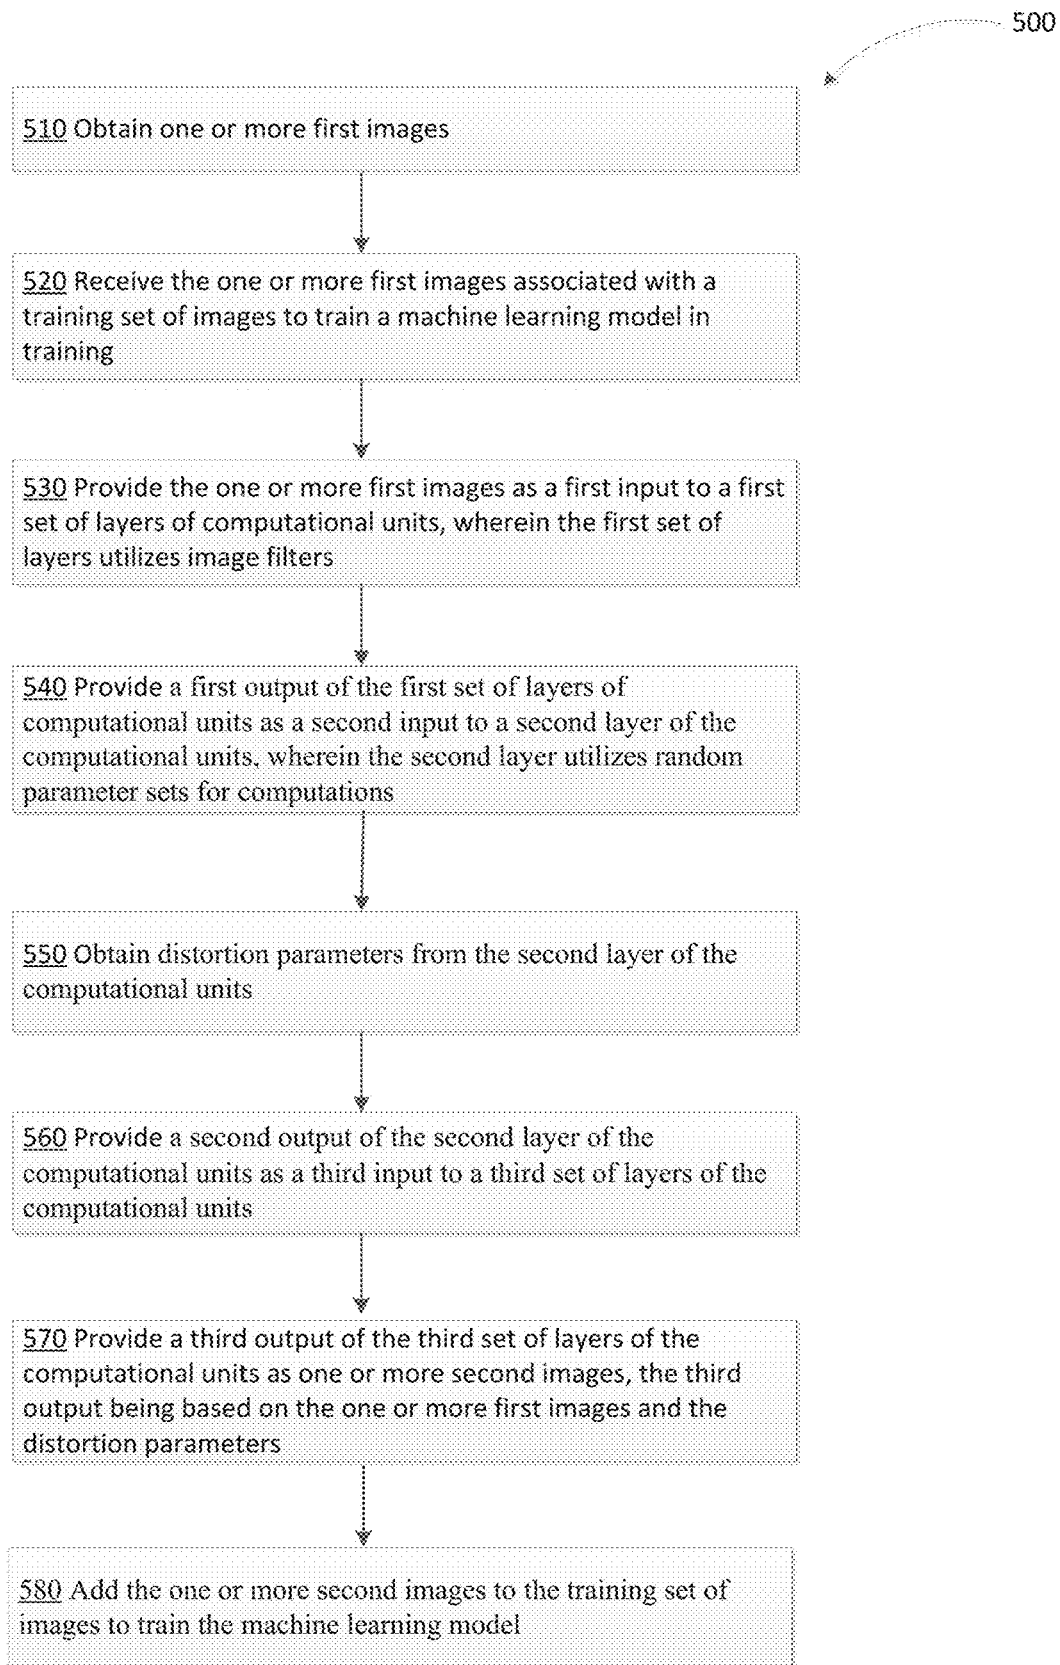 500
510 Obtain one or more first images
520 Receive the one or more first images associated with a
training set of images to train a machine learning model in
training
530 Provide the one or more first images as a first input to a first
set of layers of computational units, wherein the first set of
layers utilizes image filters
540 Provide a first output of the first set of layers of
computational units as a second input to a second layer of the
computational units, wherein the second layer utilizes random
parameter sets for computations
550 Obtain distortion parameters from the second layer of the
computational units
560 Provide a second output of the second layer of the
computational units as a third input to a third set of layers of the
computational units
570 Provide a third output of the third set of layers of the
computational units as one or more second images, the third
output being based on the one or more first images and the
distortion parameters
580 Add the one or more second images to the training set of
images to train the machine learning model